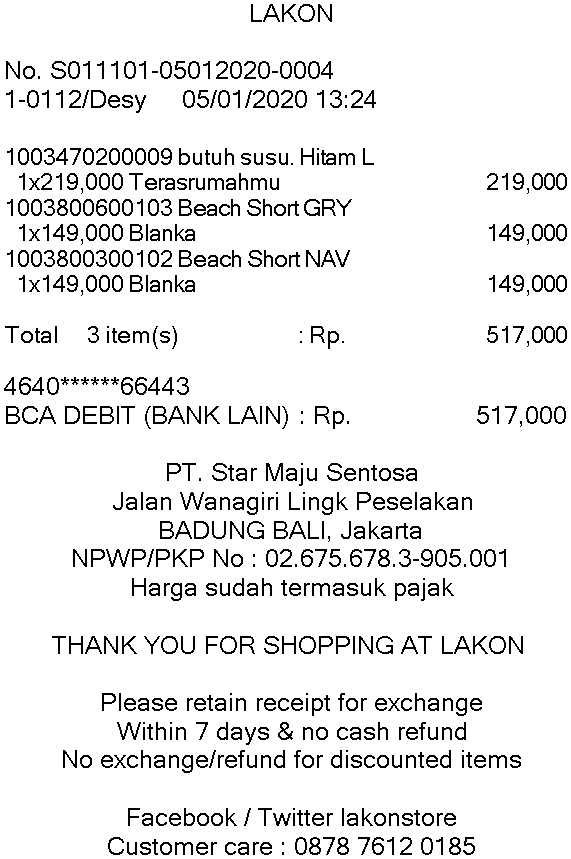 LAKON
No. S011101-05012020-0004
1-0112/Desy 05/01/2020 13:24
1003470200009 butuh susu. Hitam L
1x219,000 Terasrumahmu 219,000
1003800600103 Beach Short GRY
1x149,000 Blanka 149,000
1003800300102 Beach Short NAV
1x149,000 Blanka 149,000
Total 3 item(s) : Rp. 517,000
4640******66443
BCA DEBIT (BANK LAIN) : Rp. 517,000
PT. Star Maju Sentosa
Jalan Wanagiri Lingk Peselakan
BADUNG BALI, Jakarta
NPWP/PKP No : 02.675.678.3-905.001
Harga sudah termasuk pajak
THANK YOU FOR SHOPPING AT LAKON
Please retain receipt for exchange
Within 7 days & no cash refund
No exchange/refund for discounted items
Facebook / Twitter lakonstore
Customer care : 0878 7612 0185